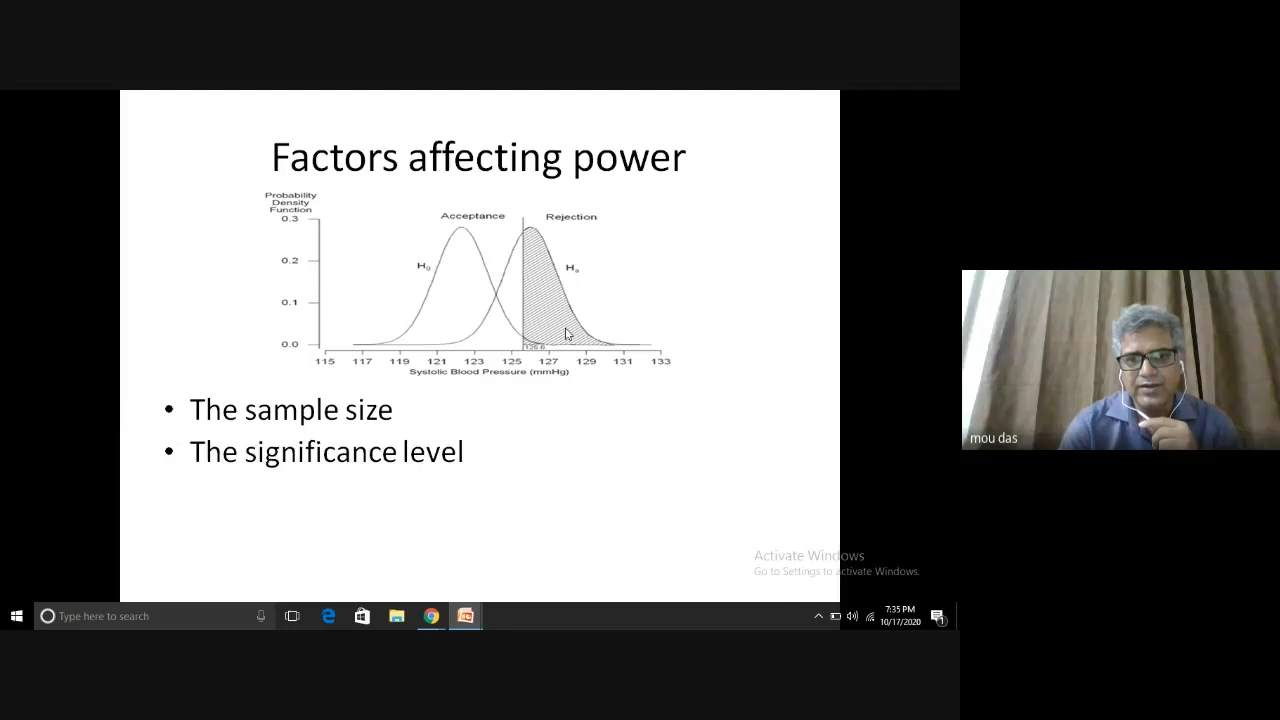 Factors affecting power
Probability
Density
Function
Acceptance
Rejection
0.3
0.2
0.1
0.0
H0
Ha
125.6
115 117 119 121 123 125 127 129 131 133
Systolic Blood Pressure (mmHg)
• The sample size
• The significance level
mou das
Activate Windows
Go to Settings to activate Windows.
Type here to search
7:35 PM
10/17/2020
1